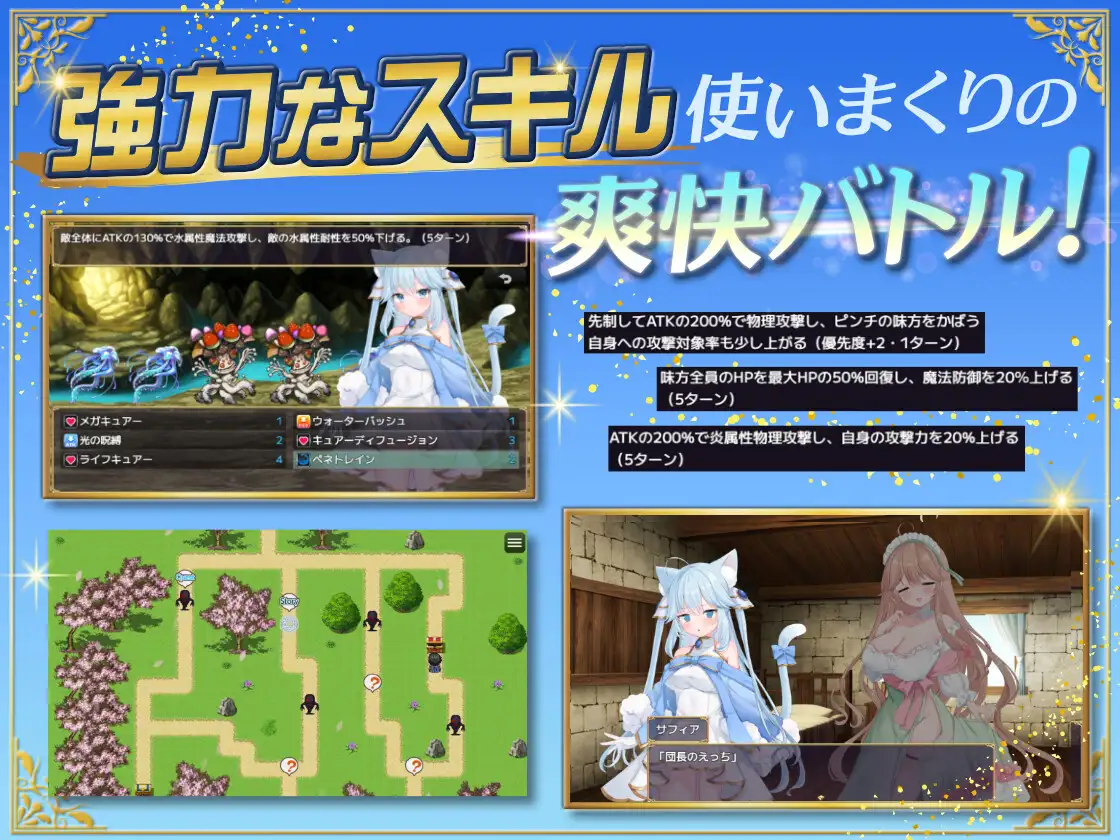 強力なスキル使いまくりの
爽快バトル！
敵全体にATKの130%で水属性魔法攻撃し、敵の水属性耐性を50%下げる。（5ターン）
メガキュアー 1
ウォーターバッシュ 1
光の呪縛 2
キュアーディフュージョン 3
ライフキュアー 4
ペネトレイン 2
先制してATKの200%で物理攻撃し、ピンチの味方をかばう
自身への攻撃対象率も少し上がる（優先度+2・1ターン）
味方全員のHPを最大HPの50%回復し、魔法防御を20%上げる
（5ターン）
ATKの200%で炎属性物理攻撃し、自身の攻撃力を20%上げる
（5ターン）
Story
?
?
?
サフィア
「団長のえっち」